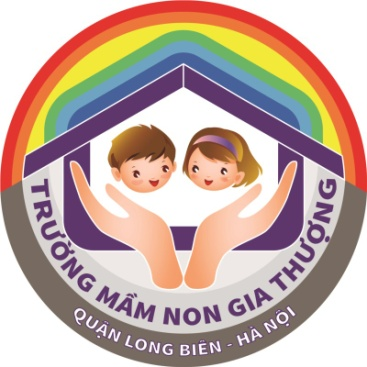 TRƯỜNG MẦM NON GIA THƯỢNG
QUẬN LONG BIÊN - HÀ NỘI